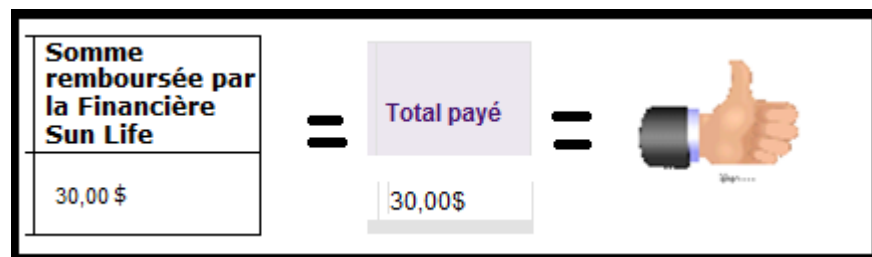 Somme
remboursée par
la Financière
Sun Life
30,00 $
=
Total payé
30,00$
=